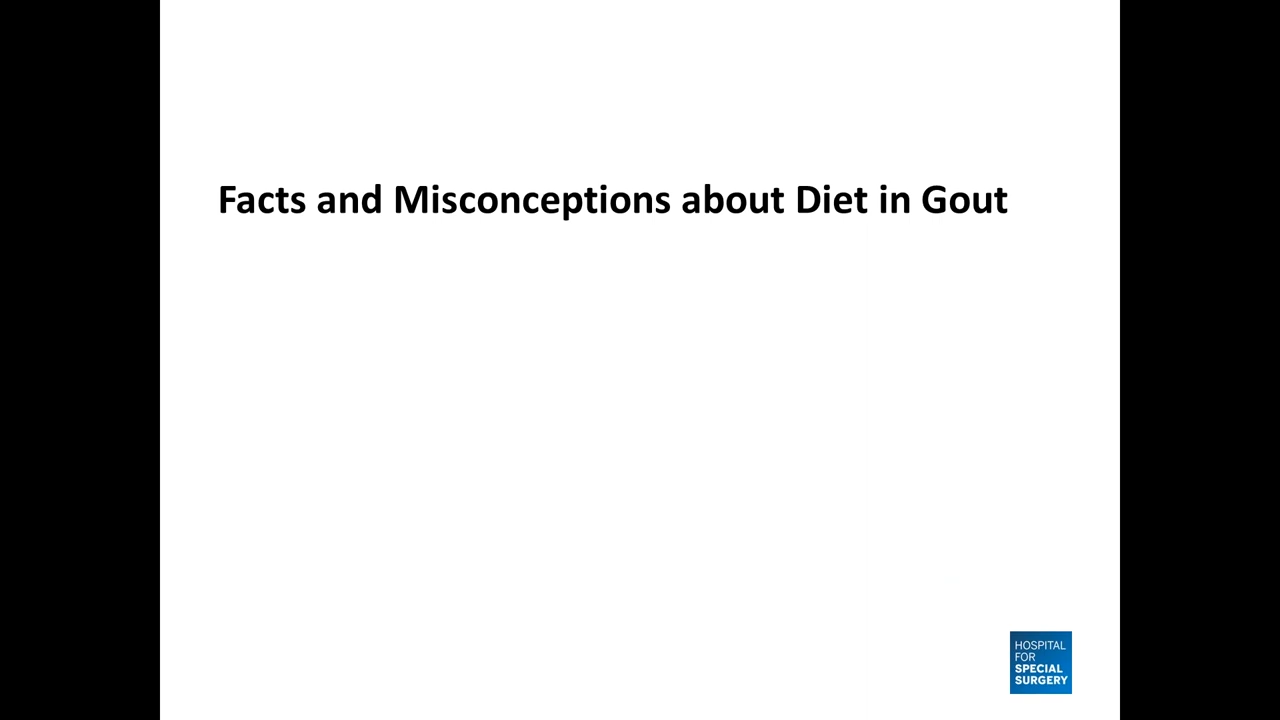 Facts and Misconceptions about Diet in Gout
HOSPITAL
FOR
SPECIAL
SURGERY